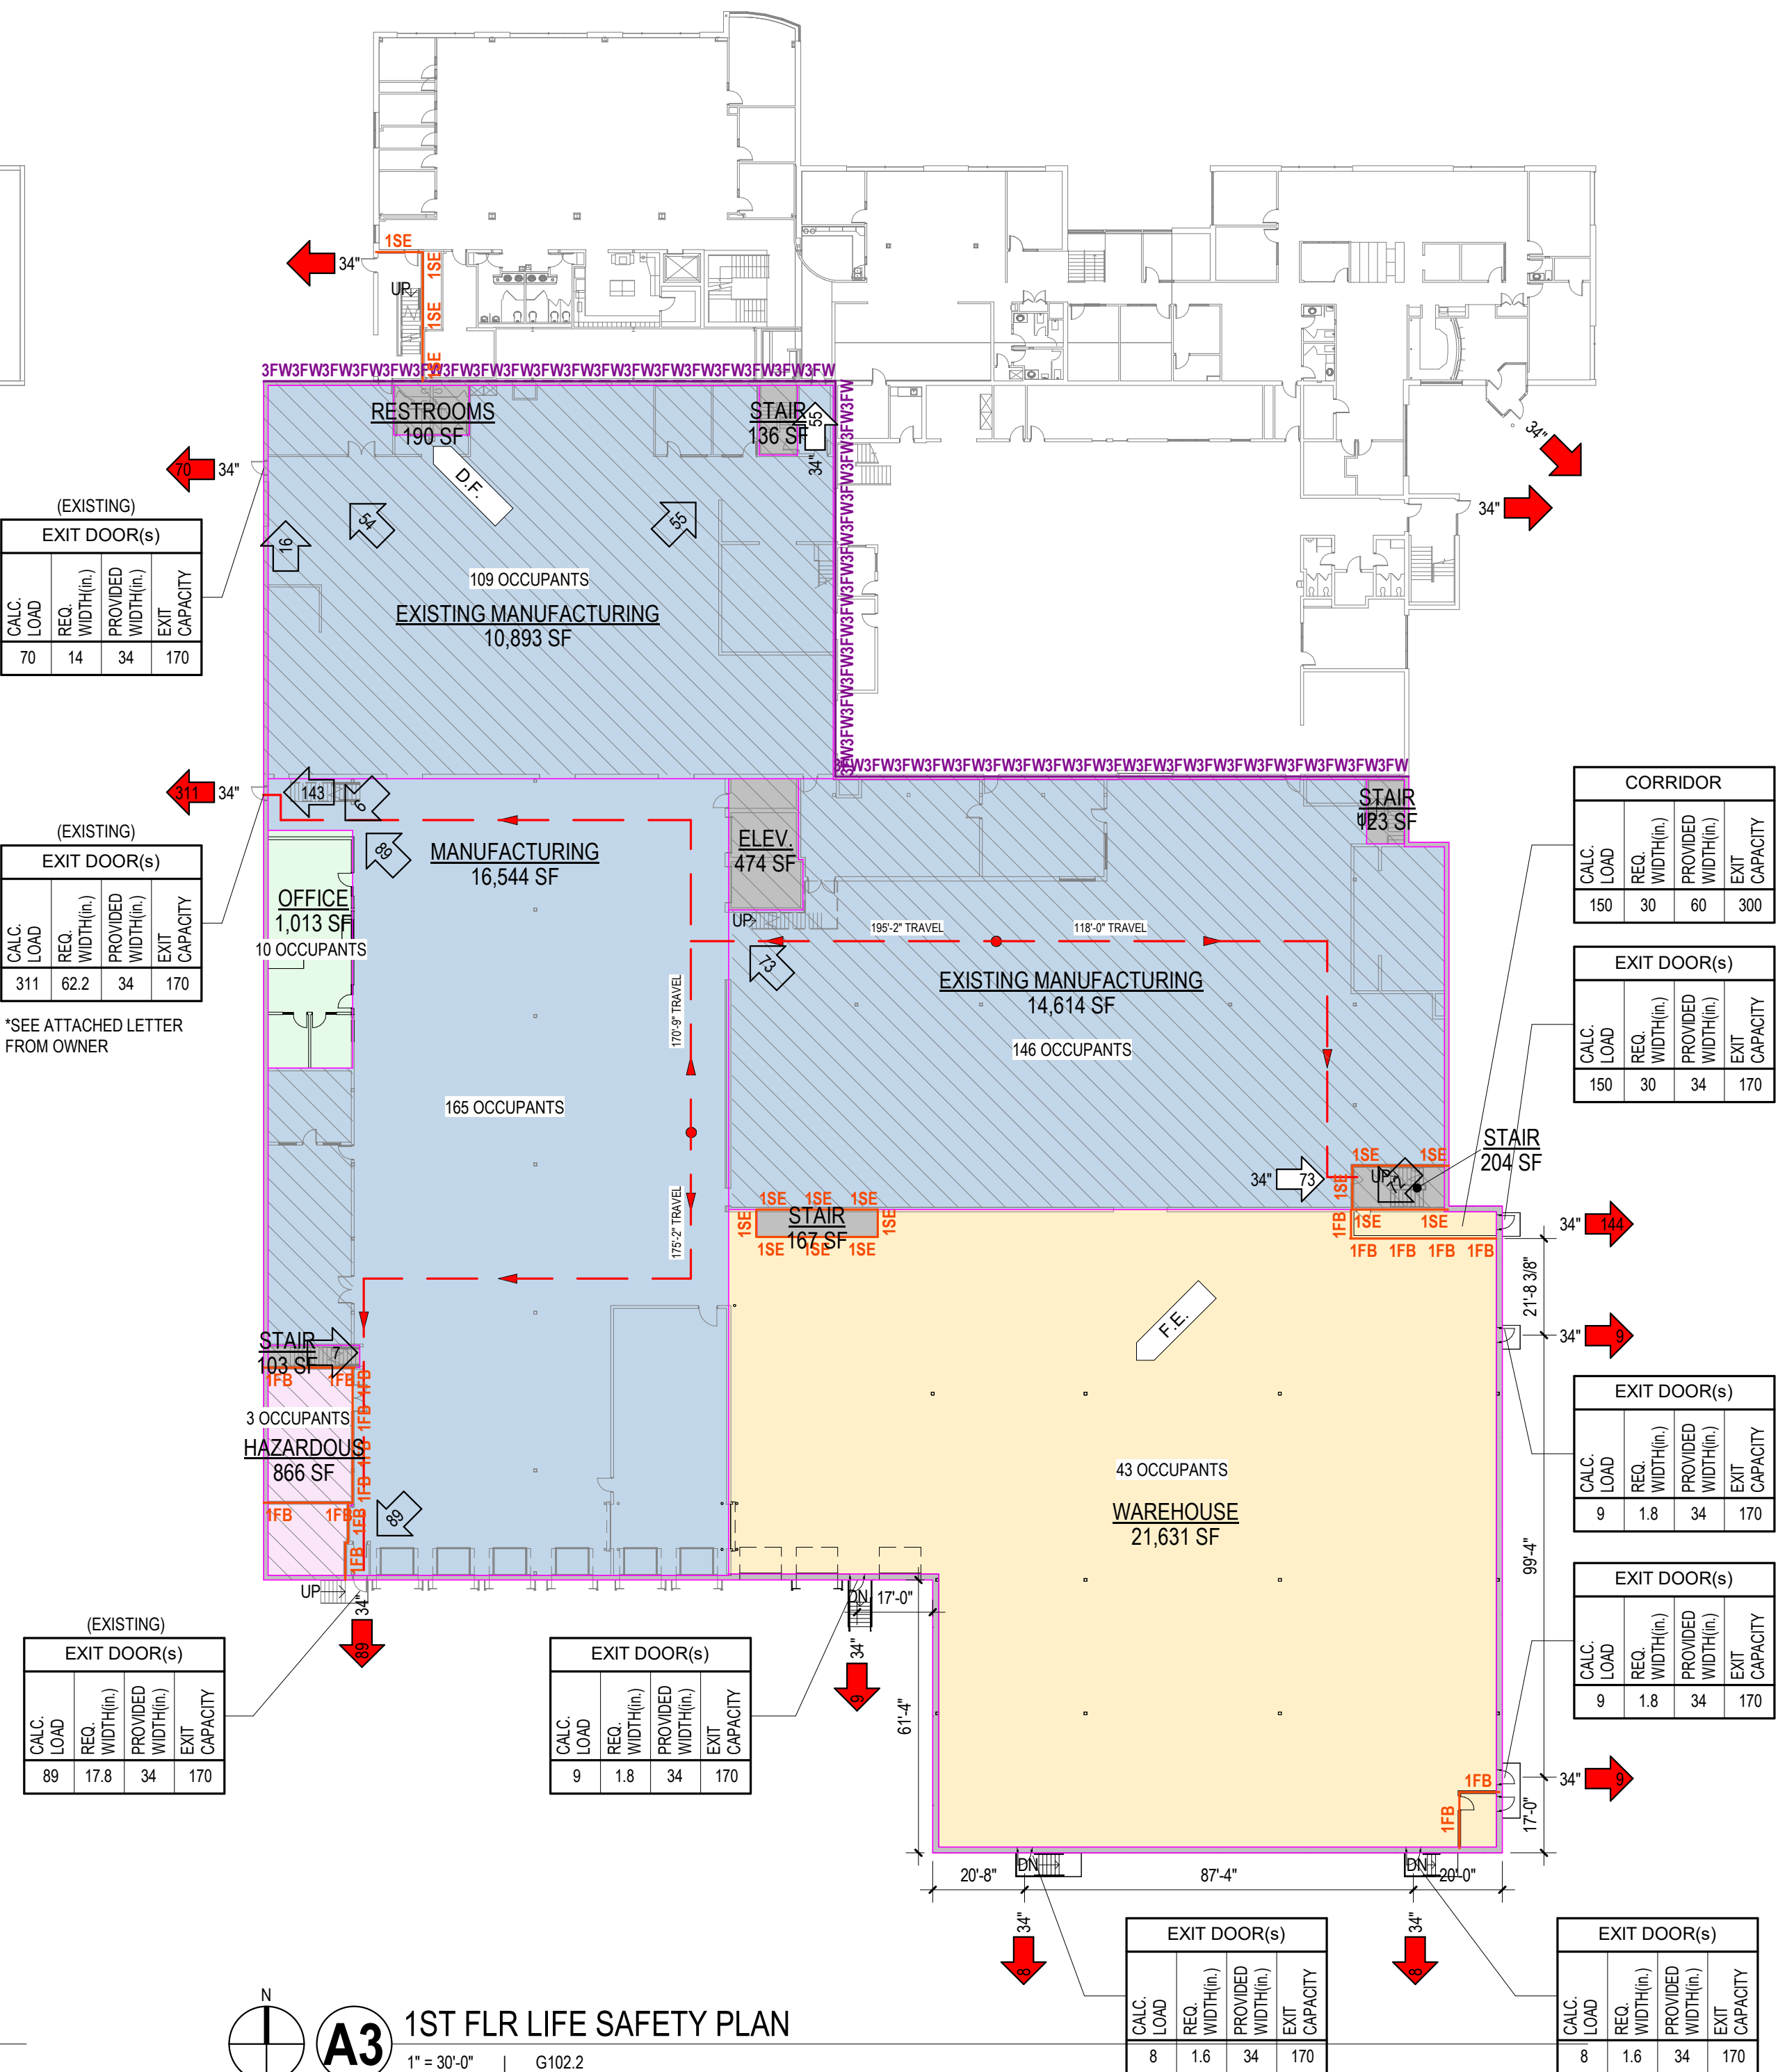 1SE
34"
1SE
UP
1SE
1SE
3FW3FW3FW3FW3FW3FW3FW3FW3FW3FW3FW3FW3FW3FW3FW3FW3FW3FW3FW
RESTROOMS
190 SF
STAIR
136 SF
55
34"
3FW3FW3FW3FW3FW3FW3FW3FW3FW3FW3FW3FW3FW
34"
34"
70
34"
D.F.
54
55
16
(EXISTING)
EXIT DOOR(s)
CALC. LOAD
REQ. WIDTH(in.)
PROVIDED WIDTH(in.)
EXIT CAPACITY
70 14 34 170
109 OCCUPANTS
EXISTING MANUFACTURING
10,893 SF
3FW3FW3FW3FW3FW3FW3FW3FW3FW3FW3FW3FW3FW3FW3FW3FW3FW3FW3FW
311
34"
143
6
89
(EXISTING)
EXIT DOOR(s)
CALC. LOAD
REQ. WIDTH(in.)
PROVIDED WIDTH(in.)
EXIT CAPACITY
311 62.2 34 170
*SEE ATTACHED LETTER
FROM OWNER
MANUFACTURING
16,544 SF
ELEV.
474 SF
UP
STAIR
UP
123 SF
CORRIDOR
CALC. LOAD
REQ. WIDTH(in.)
PROVIDED WIDTH(in.)
EXIT CAPACITY
150 30 60 300
OFFICE
1,013 SF
10 OCCUPANTS
195'-2" TRAVEL
118'-0" TRAVEL
73
EXISTING MANUFACTURING
14,614 SF
146 OCCUPANTS
170'-9" TRAVEL
EXIT DOOR(s)
CALC. LOAD
REQ. WIDTH(in.)
PROVIDED WIDTH(in.)
EXIT CAPACITY
150 30 34 170
165 OCCUPANTS
175'-2" TRAVEL
STAIR
204 SF
1SE 1SE
34"
73
1SE
UP
72
1SE 1SE
1FB
1FB 1FB 1FB 1FB
1SE 1SE 1SE
1SE
STAIR
167 SF
1SE
1SE 1SE 1SE
34"
144
21'-8 3/8"
34"
9
F.E.
STAIR
103 SF
7
1FB 1FB
1FB
1FB
1FB
1FB
3 OCCUPANTS
HAZARDOUS
866 SF
1FB 1FB
1FB
1FB
89
UP
34"
89
43 OCCUPANTS
WAREHOUSE
21,631 SF
EXIT DOOR(s)
CALC. LOAD
REQ. WIDTH(in.)
PROVIDED WIDTH(in.)
EXIT CAPACITY
9 1.8 34 170
99'-4"
EXIT DOOR(s)
CALC. LOAD
REQ. WIDTH(in.)
PROVIDED WIDTH(in.)
EXIT CAPACITY
9 1.8 34 170
DN
17'-0"
34"
9
61'-4"
(EXISTING)
EXIT DOOR(s)
CALC. LOAD
REQ. WIDTH(in.)
PROVIDED WIDTH(in.)
EXIT CAPACITY
89 17.8 34 170
EXIT DOOR(s)
CALC. LOAD
REQ. WIDTH(in.)
PROVIDED WIDTH(in.)
EXIT CAPACITY
9 1.8 34 170
34"
9
1FB
1FB
17'-0"
DN
DN
20'-8"
87'-4"
20'-0"
34"
8
34"
8
EXIT DOOR(s)
CALC. LOAD
REQ. WIDTH(in.)
PROVIDED WIDTH(in.)
EXIT CAPACITY
8 1.6 34 170
EXIT DOOR(s)
CALC. LOAD
REQ. WIDTH(in.)
PROVIDED WIDTH(in.)
EXIT CAPACITY
8 1.6 34 170
N
A3
1ST FLR LIFE SAFETY PLAN
1" = 30'-0" | G102.2